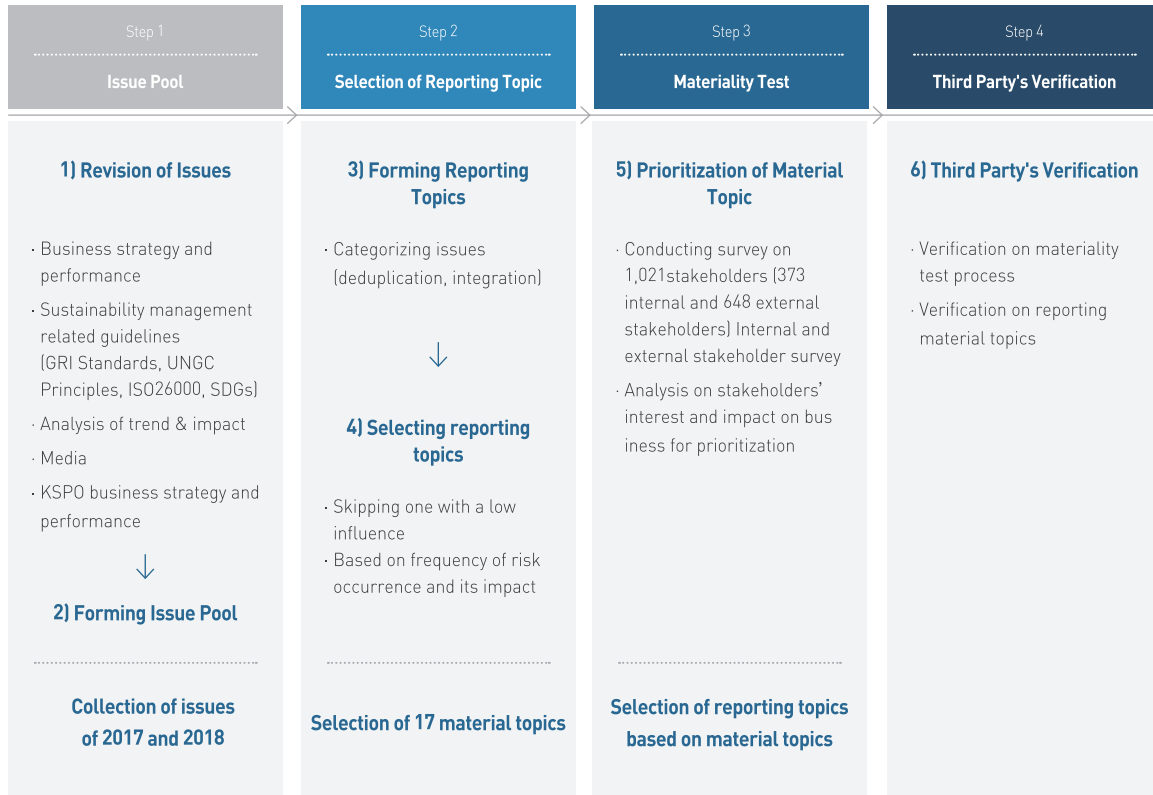 Step 1
Issue Pool
1) Revision of Issues
· Business strategy and
performance
· Sustainability management
related guidelines
(GRI Standards, UNGC
Principles, ISO26000, SDGs)
· Analysis of trend & impact
· Media
· KSPO business strategy and
performance
2) Forming Issue Pool
Collection of issues
of 2017 and 2018
Step 2
Selection of Reporting Topic
3) Forming Reporting
Topics
· Categorizing issues
(deduplication, integration)
4) Selecting reporting
topics
· Skipping one with a low
influence
· Based on frequency of risk
occurrence and its impact
Selection of 17 material topics
Step 3
Materiality Test
5) Prioritization of Material
Topic
· Conducting survey on
1,021stakeholders (373
internal and 648 external
stakeholders) Internal and
external stakeholder survey
· Analysis on stakeholders’
interest and impact on bus
iness for prioritization
Selection of reporting topics
based on material topics
Step 4
Third Party's Verification
6) Third Party's Verification
· Verification on materiality
test process
· Verification on reporting
material topics